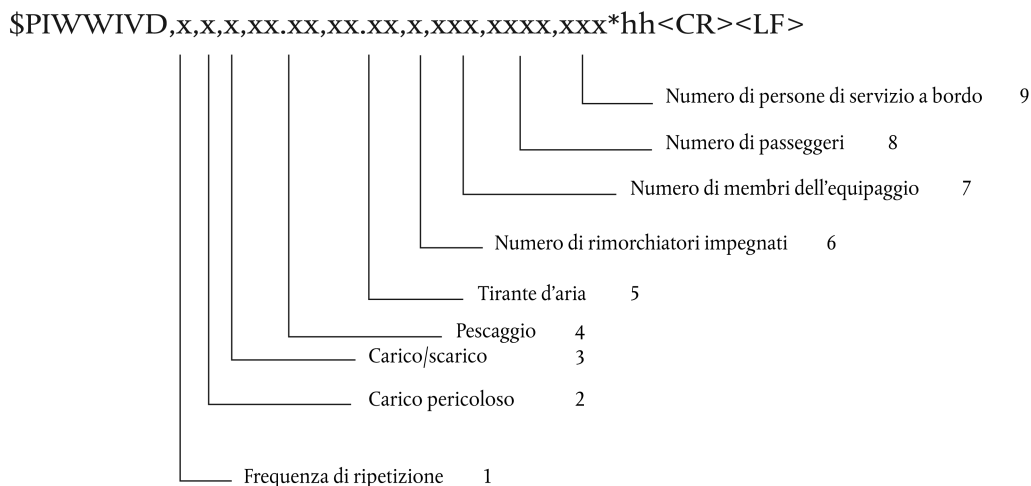 $PIWWIVD,x,x,x,xx.xx,xx.xx,x,xxx,xxxx,xxx*hh<CR><LF>
Numero di persone di servizio a bordo 9
Numero di passeggeri 8
Numero di membri dell'equipaggio 7
Numero di rimorchiatori impegnati 6
Tirante d'aria 5
Pescaggio 4
Carico/scarico 3
Carico pericoloso 2
Frequenza di ripetizione 1